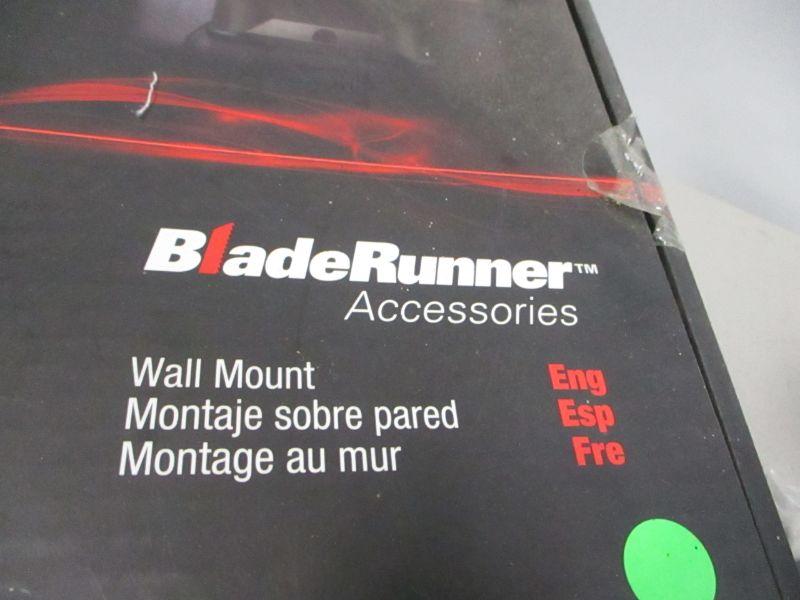 BladeRunner™
Accessories
Wall Mount Eng
Montaje sobre pared Esp
Montage au mur Fre